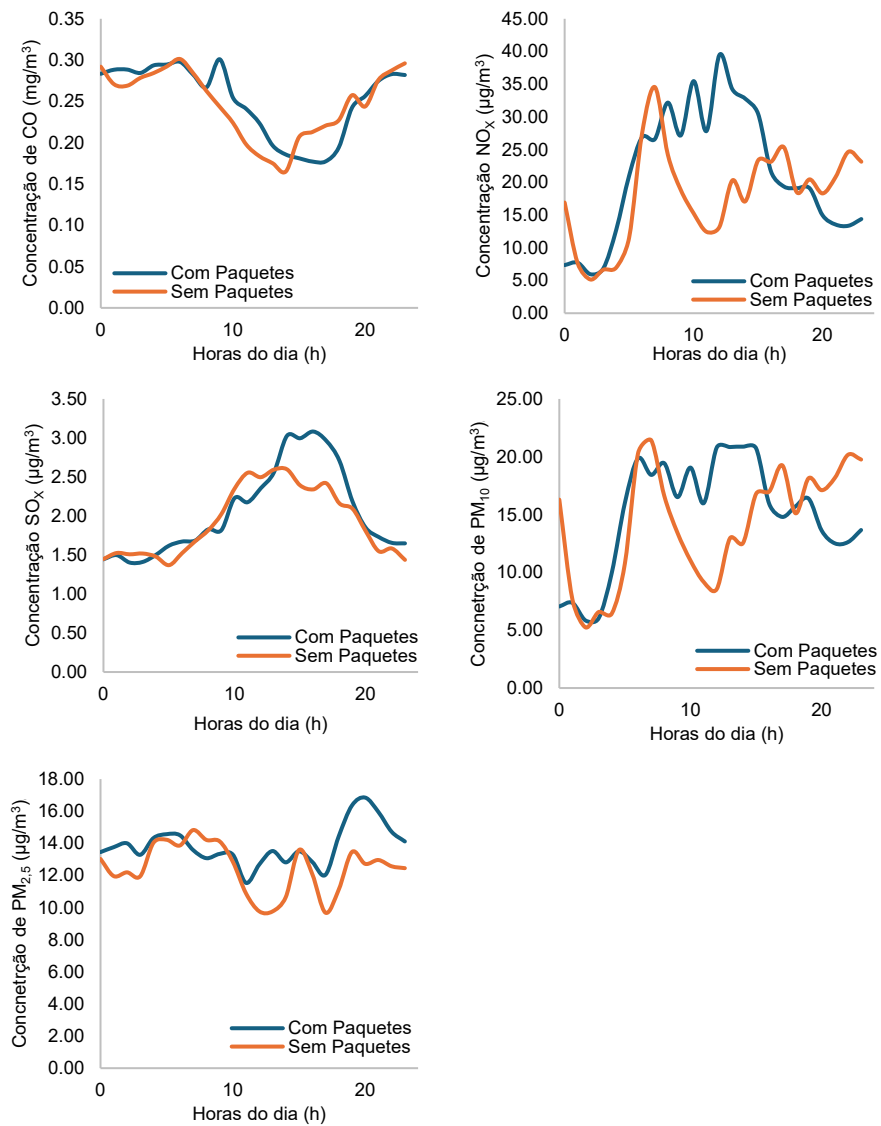 Concentração de CO (mg/m³)
0.35
0.30
0.25
0.20
0.15
0.10
0.05
0.00
Com Paquetes
Sem Paquetes
0 10 20
Horas do dia (h)
Concentração NOX (µg/m³)
45.00
40.00
35.00
30.00
25.00
20.00
15.00
10.00
5.00
0.00
Com Paquetes
Sem Paquetes
0 10 20
Horas do dia (h)
Concentração SOX (µg/m³)
3.50
3.00
2.50
2.00
1.50
1.00
0.50
0.00
Com Paquetes
Sem Paquetes
0 10 20
Horas do dia (h)
Concnetrção de PM10 (µg/m³)
25.00
20.00
15.00
10.00
5.00
0.00
Com Paquetes
Sem Paquetes
0 10 20
Horas do dia (h)
Concnetrção de PM2,5 (µg/m³)
18.00
16.00
14.00
12.00
10.00
8.00
6.00
4.00
2.00
0.00
Com Paquetes
Sem Paquetes
0 10 20
Horas do dia (h)